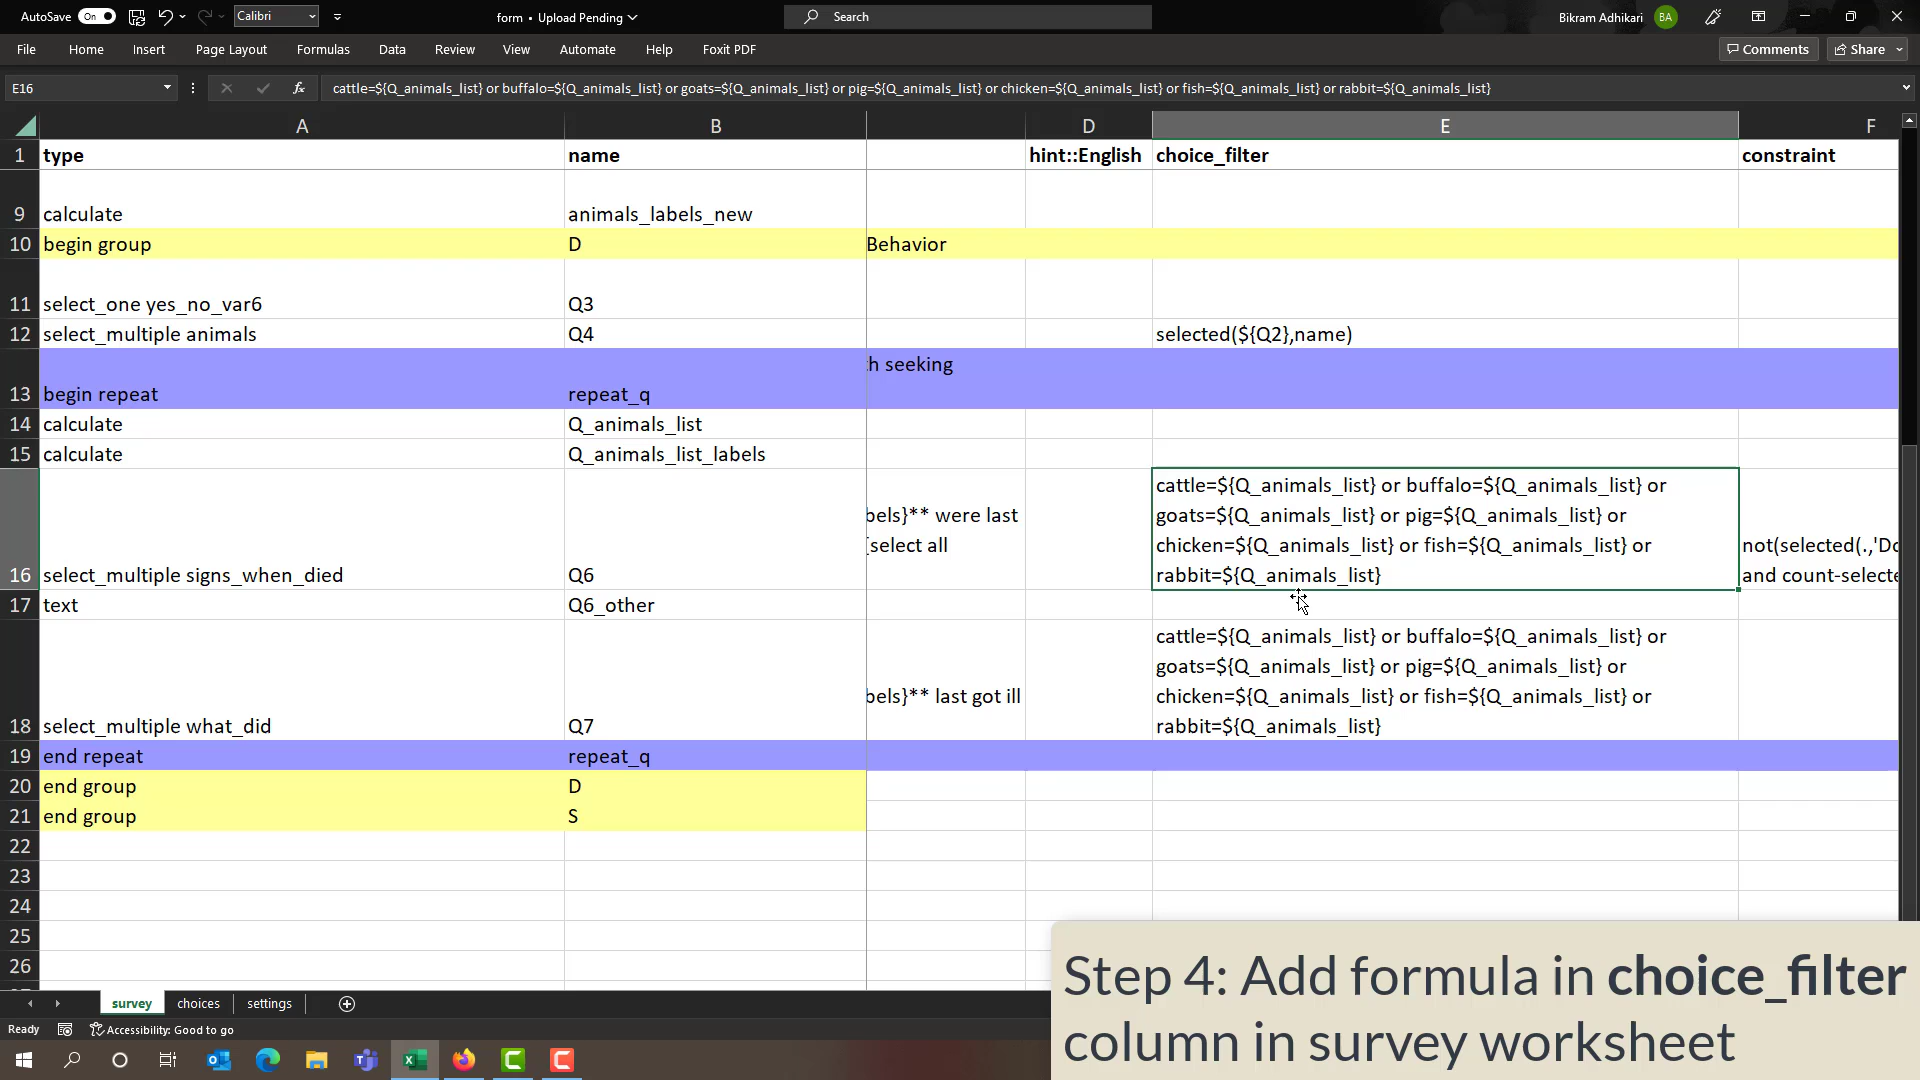 AutoSave On Calibri form • Upload Pending Search Bikram Adhikari BA
File Home Insert Page Layout Formulas Data Review View Automate Help Foxit PDF Comments Share
E16 fx cattle=${Q_animals_list} or buffalo=${Q_animals_list} or goats=${Q_animals_list} or pig=${Q_animals_list} or chicken=${Q_animals_list} or fish=${Q_animals_list} or rabbit=${Q_animals_list}
A B D E F
1 type name hint::English choice_filter constraint
9 calculate animals_labels_new
10 begin group D Behavior
11 select_one yes_no_var6 Q3
12 select_multiple animals Q4 selected(${Q2},name)
h seeking
13 begin repeat repeat_q
14 calculate Q_animals_list
15 calculate Q_animals_list_labels
cattle=${Q_animals_list} or buffalo=${Q_animals_list} or
bels}** were last goats=${Q_animals_list} or pig=${Q_animals_list} or
[select all chicken=${Q_animals_list} or fish=${Q_animals_list} or not(selected(.,'Do
16 select_multiple signs_when_died Q6 rabbit=${Q_animals_list} and count-selecte
17 text Q6_other
cattle=${Q_animals_list} or buffalo=${Q_animals_list} or
goats=${Q_animals_list} or pig=${Q_animals_list} or
bels}** last got ill chicken=${Q_animals_list} or fish=${Q_animals_list} or
18 select_multiple what_did Q7 rabbit=${Q_animals_list}
19 end repeat repeat_q
20 end group D
21 end group S
22
23
24
25
26
Step 4: Add formula in choice_filter
column in survey worksheet
survey choices settings
Ready Accessibility: Good to go